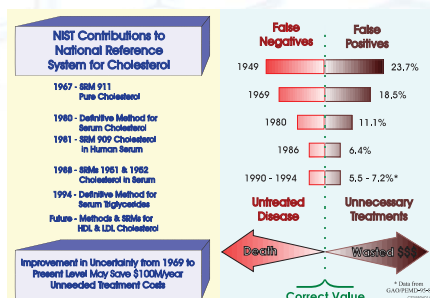 NIST Contributions to
National Reference
System for Cholesterol
1967 - SRM 911
Pure Cholesterol
1980 - Definitive Method for
Serum Cholesterol
1981 - SRM 909 Cholesterol
in Human Serum
1988 - SRMs 1951 & 1952
Cholesterol in Serum
1994 - Definitive Method for
Serum Triglycerides
Future - Methods & SRMs for
HDL & LDL Cholesterol
Improvement in Uncertainty from 1969 to
Present Level May Save $100M/year
Unneeded Treatment Costs
False
Negatives
False
Positives
1949 23,7%
1969 18,5%
1980 11.1%
1986 6.4%
1990 - 1994 5,5 - 7,2%*
Untreated
Disease
Unnecessary
Treatments
Death
Wasted $$$
Correct Value
* Data from